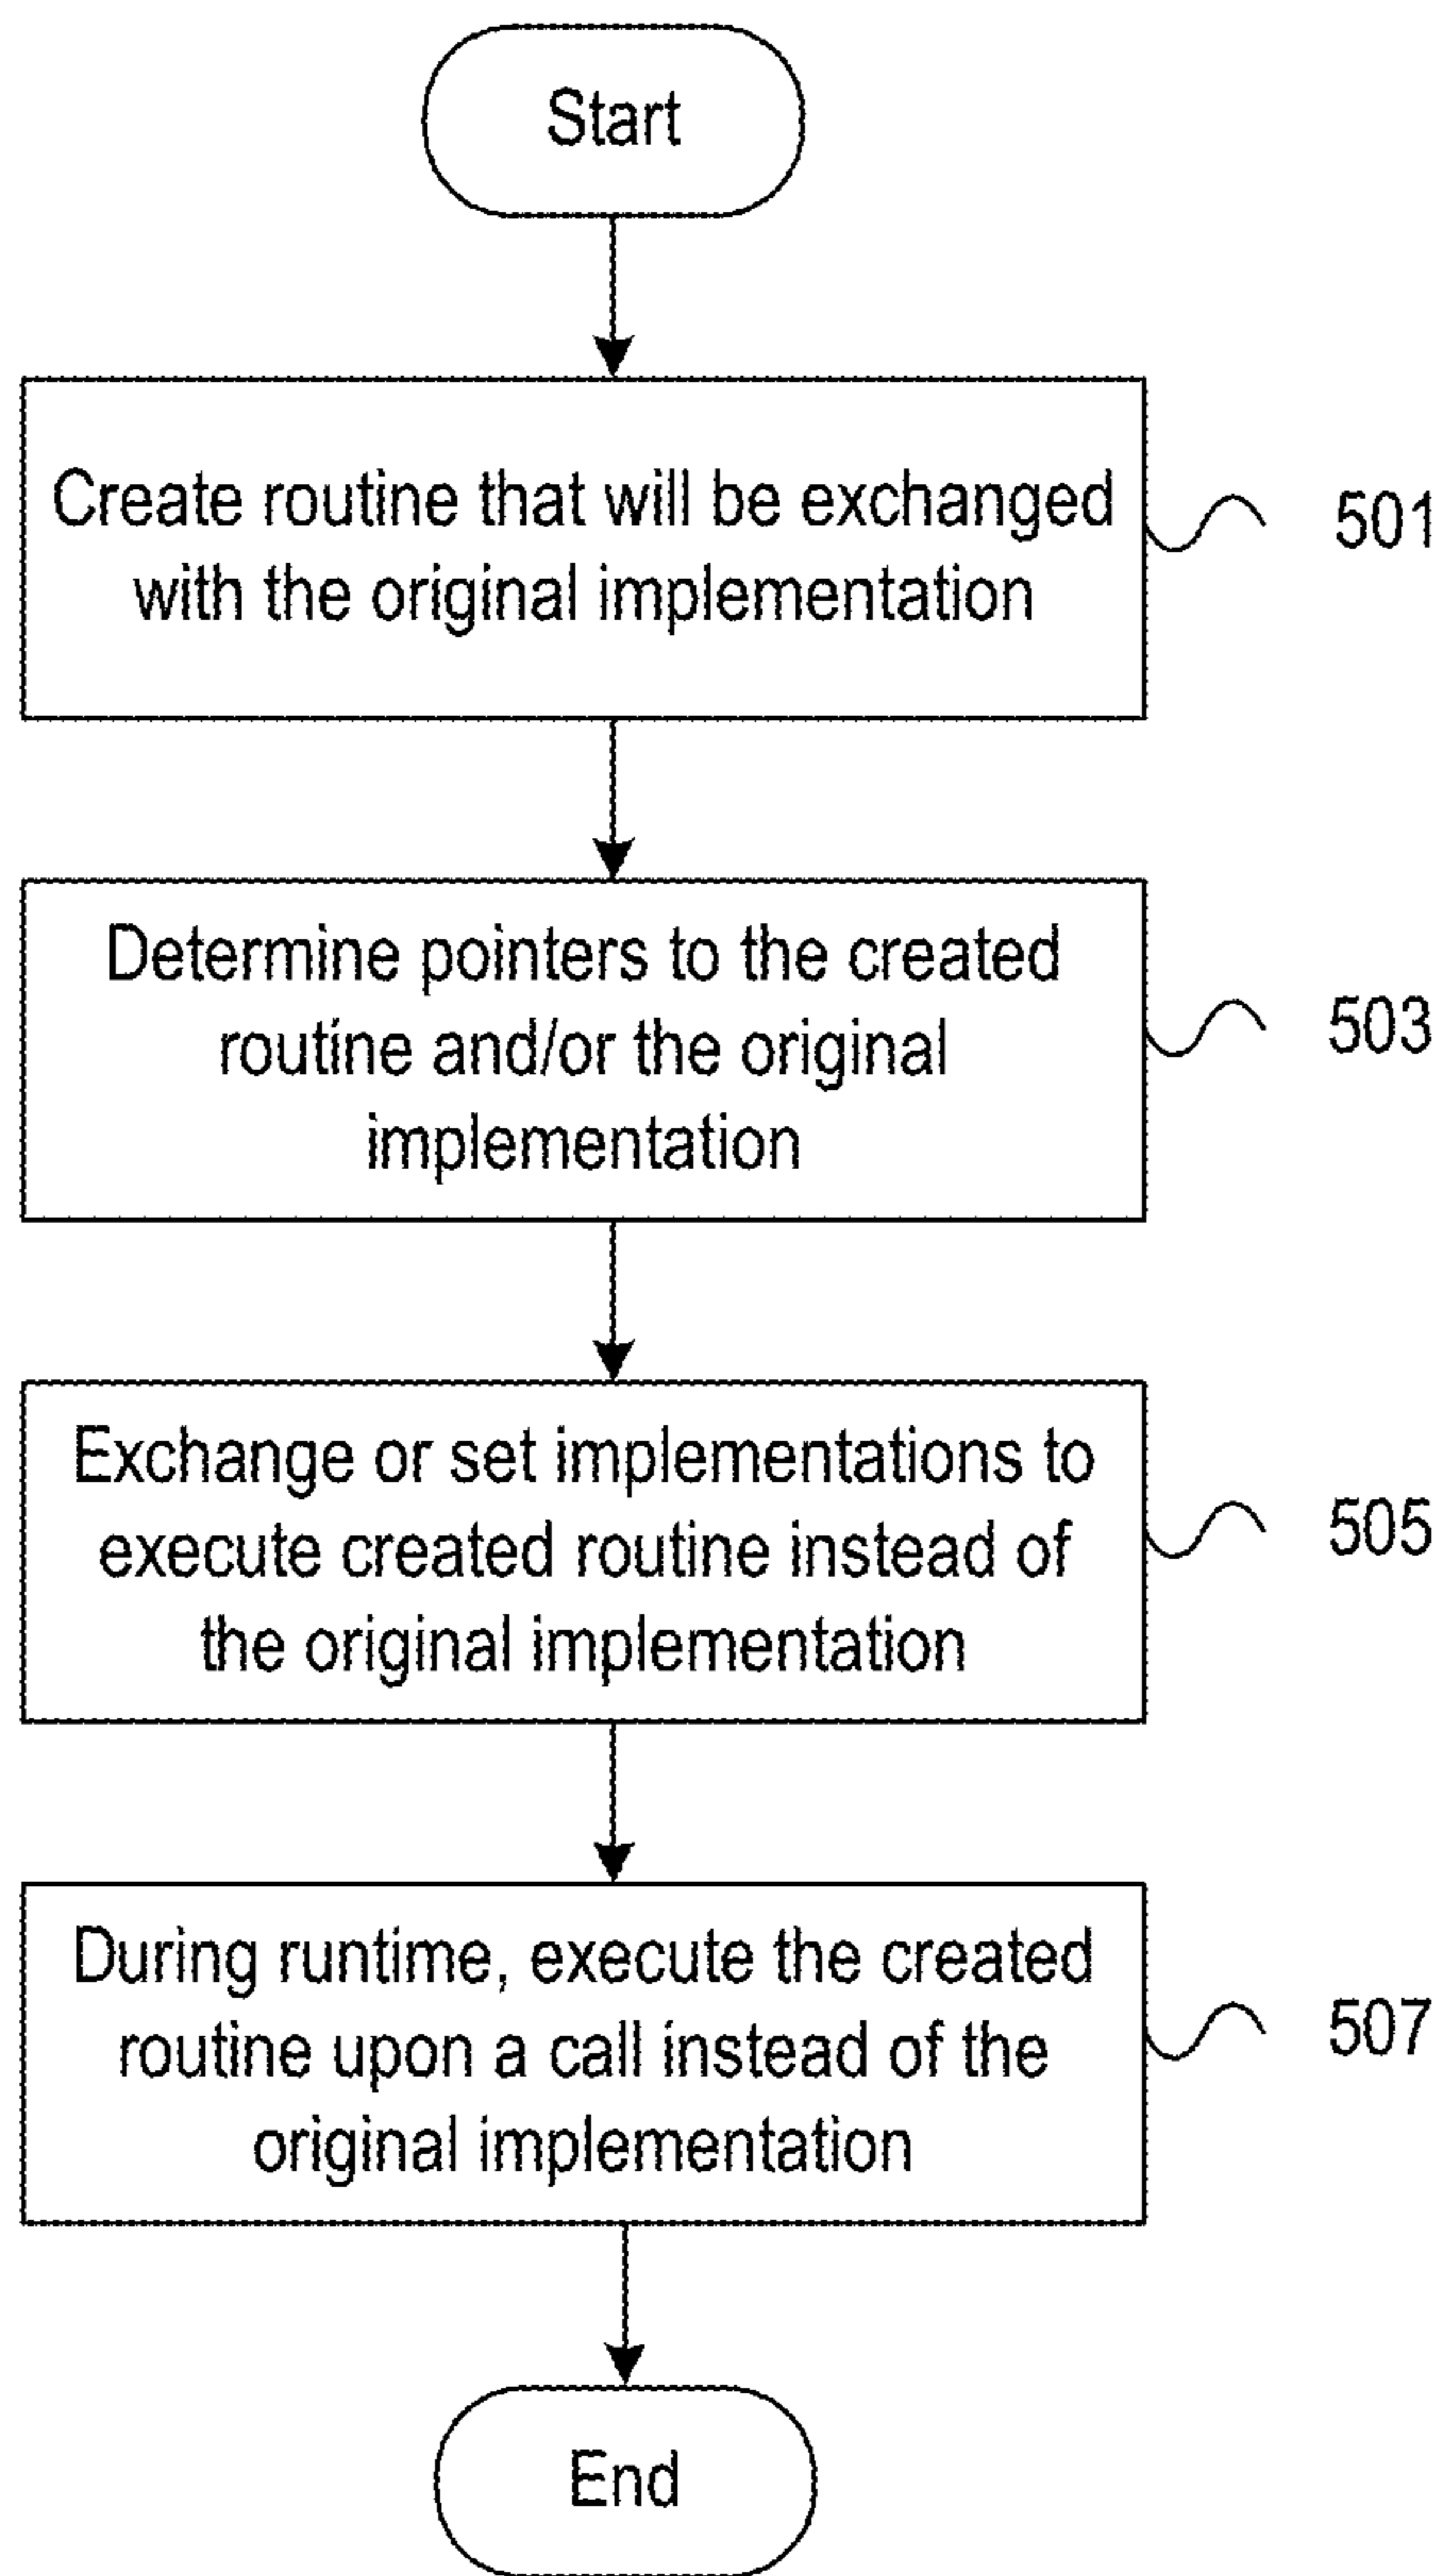 Start
Create routine that will be exchanged
with the original implementation
501
Determine pointers to the created
routine and/or the original
implementation
503
Exchange or set implementations to
execute created routine instead of
the original implementation
505
During runtime, execute the created
routine upon a call instead of the
original implementation
507
End